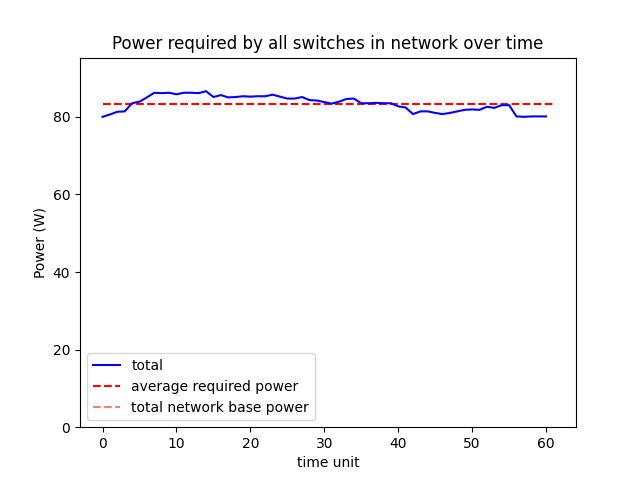 Power required by all switches in network over time
Power (W)
80
60
40
20
0
total
average required power
total network base power
0 10 20 30 40 50 60
time unit